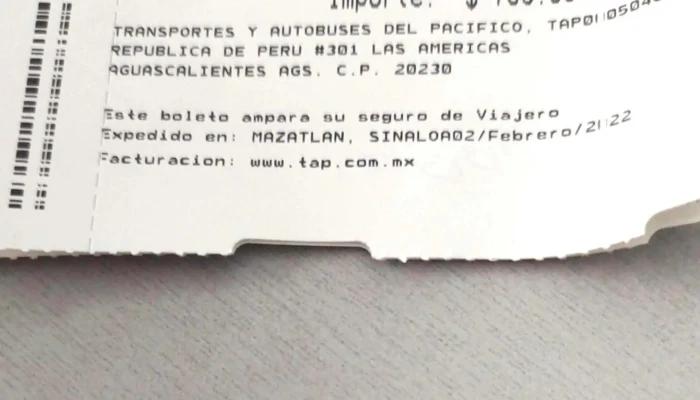 Importe: $
TRANSPORTES Y AUTOBUSES DEL PACIFICO,
REPUBLICA DE PERU #301 LAS AMERICAS
AGUASCALIENTES AGS. C.P. 20230
Este boleto ampara su seguro de Viajero
Expedido en: MAZATLAN, SINALOA02/Febrero/2022
Facturacion: www.tap.com.mx